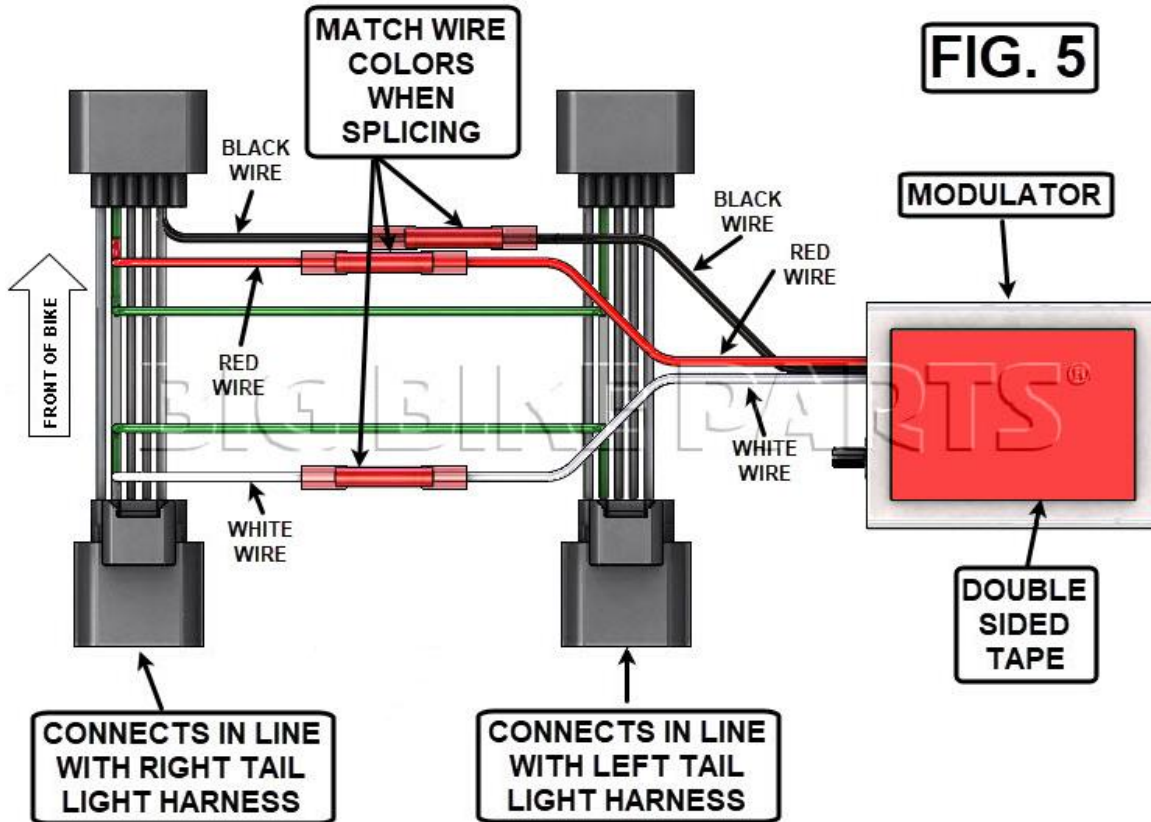 MATCH WIRE
COLORS
WHEN
SPLICING
FIG. 5
BLACK
WIRE
MODULATOR
BLACK
WIRE
RED
WIRE
FRONT OF BIKE
RED
WIRE
BIG BIKE PARTS ®
WHITE
WIRE
WHITE
WIRE
DOUBLE
SIDED
TAPE
CONNECTS IN LINE
WITH RIGHT TAIL
LIGHT HARNESS
CONNECTS IN LINE
WITH LEFT TAIL
LIGHT HARNESS